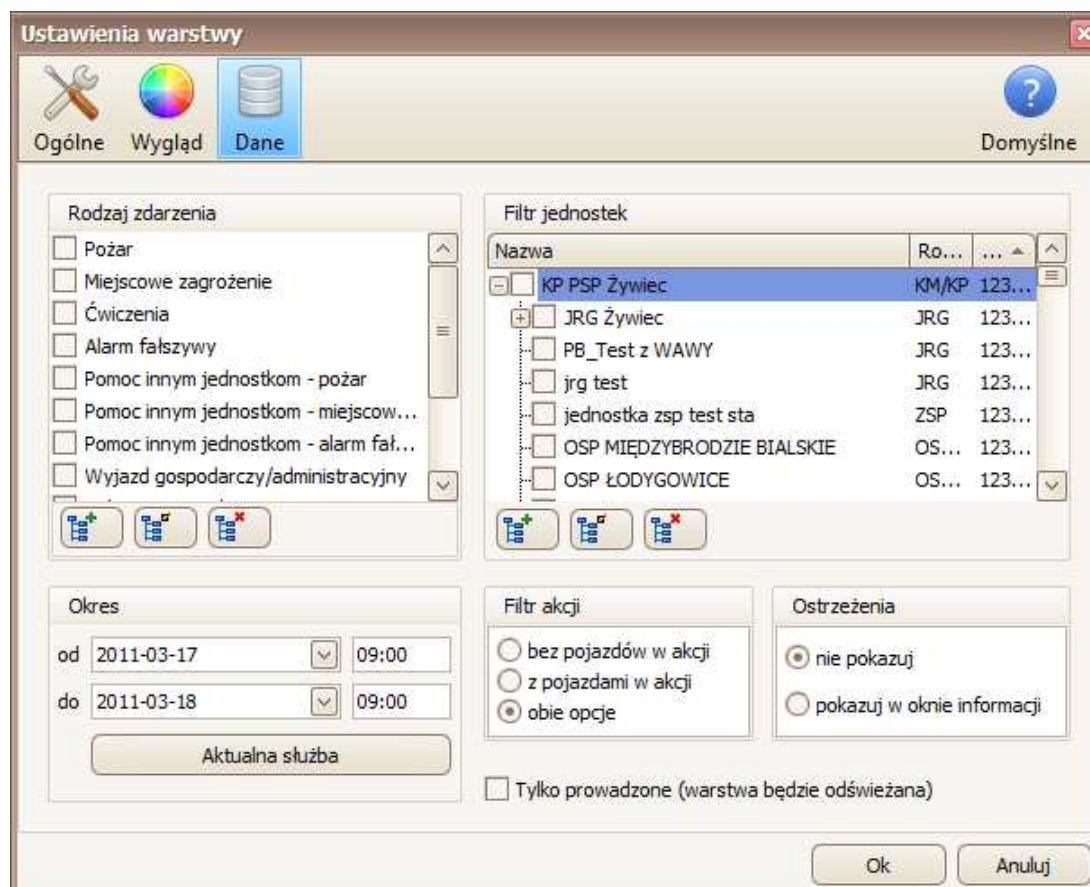 Ustawienia warstwy
Ogólne Wygląd Dane Domyślne
Rodzaj zdarzenia
Pożar
Miejscowe zagrożenie
Ćwiczenia
Alarm fałszywy
Pomoc innym jednostkom - pożar
Pomoc innym jednostkom - miejscow...
Pomoc innym jednostkom - alarm fał...
Wyjazd gospodarczy/administracyjny
Filtr jednostek
Nazwa Ro... ...
KP PSP Żywiec KM/KP 123...
JRG Żywiec JRG 123...
PB_Test z WAWY JRG 123...
jrg test JRG 123...
jednostka zsp test sta ZSP 123...
OSP MIĘDZYBRODZIE BIALSKIE OS... 123...
OSP ŁODYGOWICE OS... 123...
Okres
od 2011-03-17 09:00
do 2011-03-18 09:00
Aktualna służba
Filtr akcji
bez pojazdów w akcji
z pojazdami w akcji
obie opcje
Ostrzeżenia
nie pokazuj
pokazuj w oknie informacji
Tylko prowadzone (warstwa będzie odświeżana)
Ok Anuluj